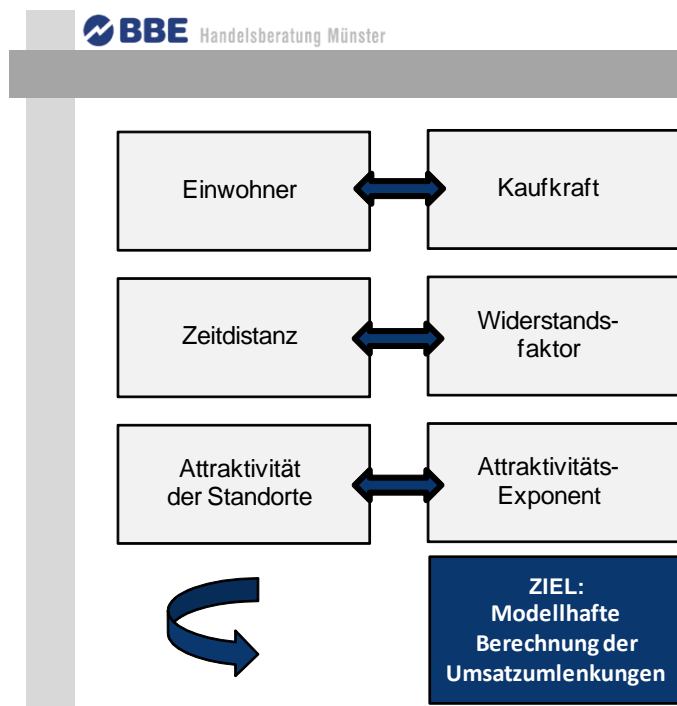 BBE Handelsberatung Münster
Einwohner
Kaufkraft
Zeitdistanz
Widerstands-
faktor
Attraktivität
der Standorte
Attraktivitäts-
Exponent
ZIEL:
Modellhafte
Berechnung der
Umsatzumlenkungen